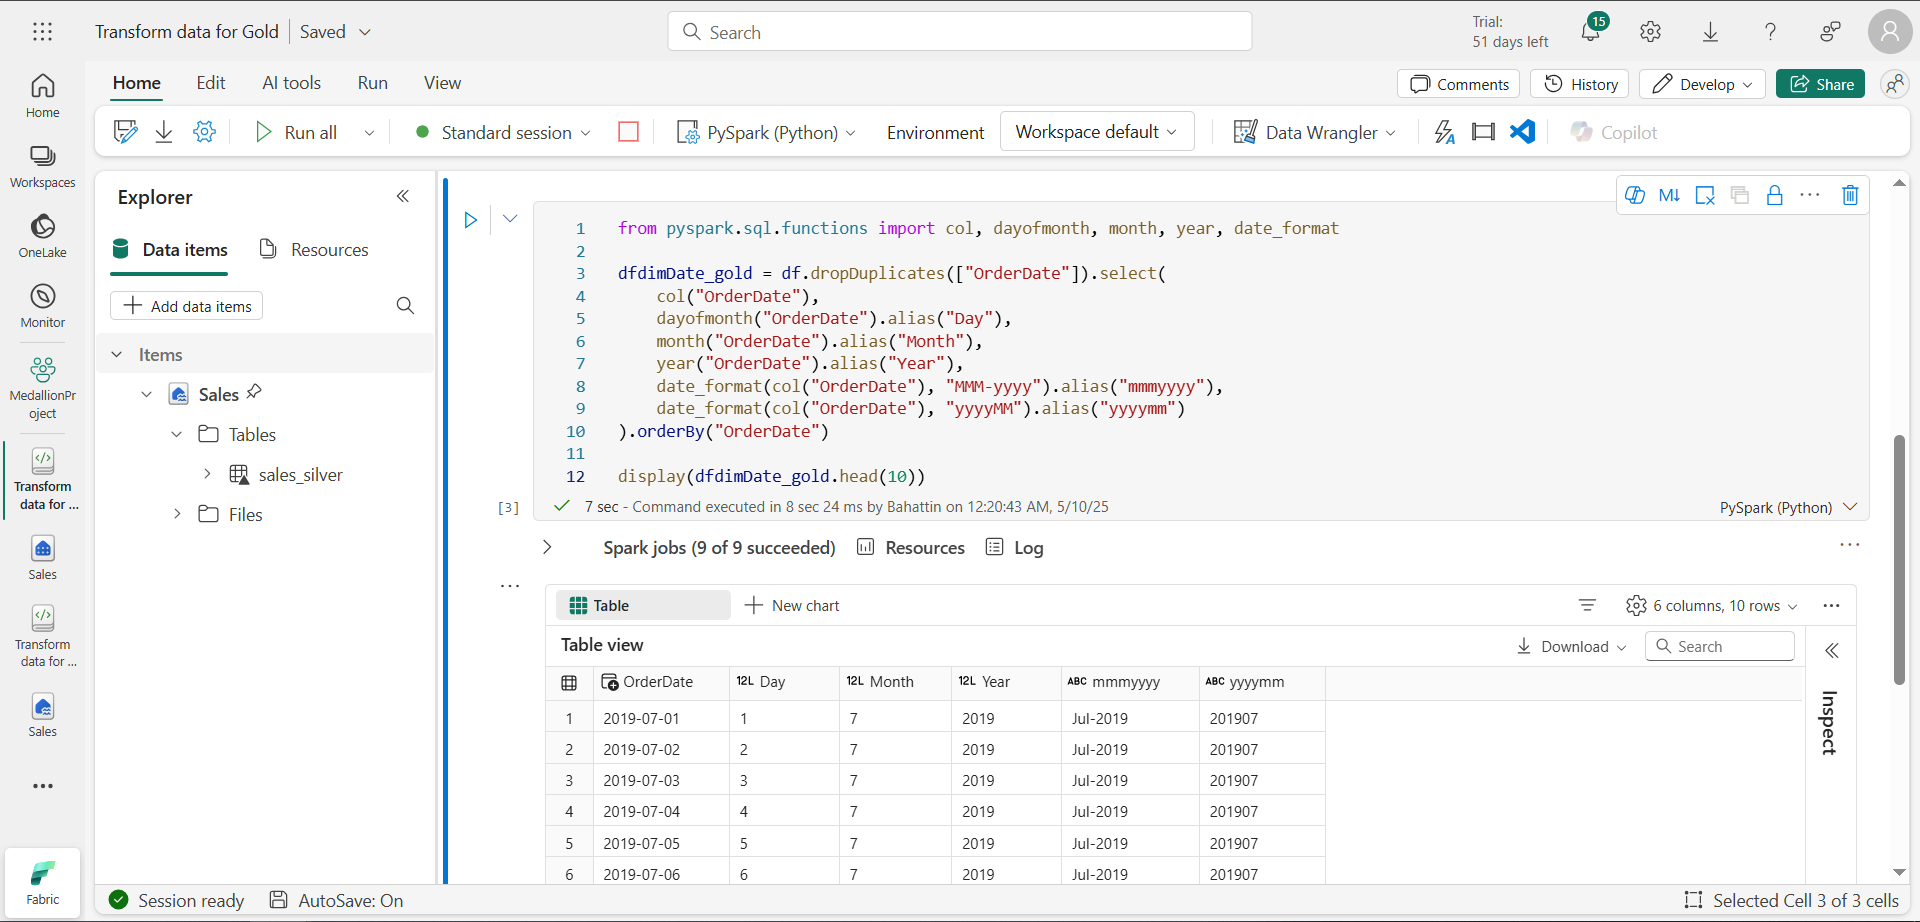 Transform data for Gold
Saved
Search
Trial:
51 days left
15
Home
Edit
AI tools
Run
View
Comments
History
Develop
Share
Run all
Standard session
PySpark (Python)
Environment
Workspace default
Data Wrangler
Copilot
Home
Workspaces
OneLake
Monitor
MedallionPr
oject
Transform
data for ...
Sales
Transform
data for ...
Sales
Fabric
Explorer
Data items
Resources
Add data items
Items
Sales
Tables
sales_silver
Files
M↓
1 from pyspark.sql.functions import col, dayofmonth, month, year, date_format
2
3 dfdimDate_gold = df.dropDuplicates(["OrderDate"]).select(
4 col("OrderDate"),
5 dayofmonth("OrderDate").alias("Day"),
6 month("OrderDate").alias("Month"),
7 year("OrderDate").alias("Year"),
8 date_format(col("OrderDate"), "MMM-yyyy").alias("mmmyyyy"),
9 date_format(col("OrderDate"), "yyyyMM").alias("yyyymm")
10 ).orderBy("OrderDate")
11
12 display(dfdimDate_gold.head(10))
[3]
7 sec - Command executed in 8 sec 24 ms by Bahattin on 12:20:43 AM, 5/10/25
PySpark (Python)
Spark jobs (9 of 9 succeeded)
Resources
Log
Table
New chart
6 columns, 10 rows
Table view
Download
Search
Inspect
OrderDate 12L Day 12L Month 12L Year ABC mmmyyyy ABC yyyymm
1 2019-07-01 1 7 2019 Jul-2019 201907
2 2019-07-02 2 7 2019 Jul-2019 201907
3 2019-07-03 3 7 2019 Jul-2019 201907
4 2019-07-04 4 7 2019 Jul-2019 201907
5 2019-07-05 5 7 2019 Jul-2019 201907
6 2019-07-06 6 7 2019 Jul-2019 201907
Session ready
AutoSave: On
Selected Cell 3 of 3 cells